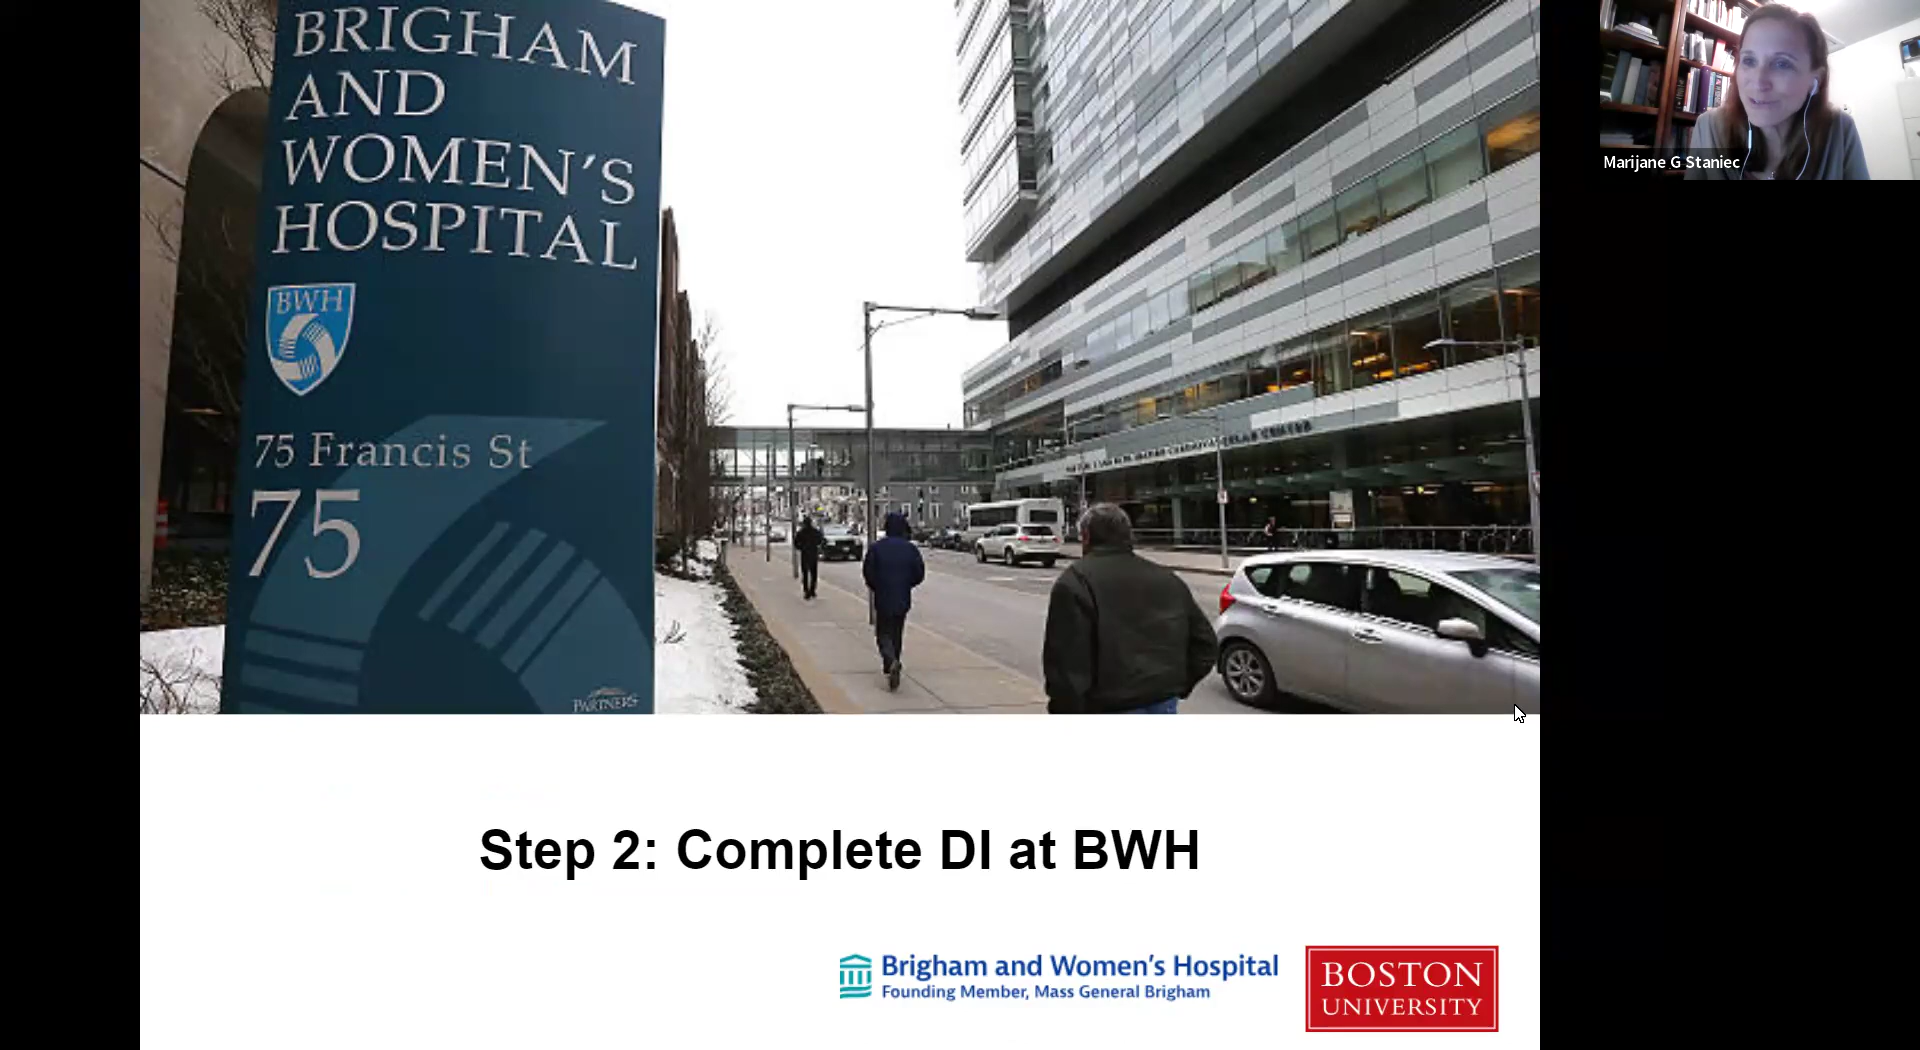 BRIGHAM
AND
WOMEN'S
HOSPITAL
BWH
75 Francis St
75
PARTNERS
CENTER
Marijane G Staniec
Step 2: Complete DI at BWH
Brigham and Women's Hospital
Founding Member, Mass General Brigham
BOSTON
UNIVERSITY